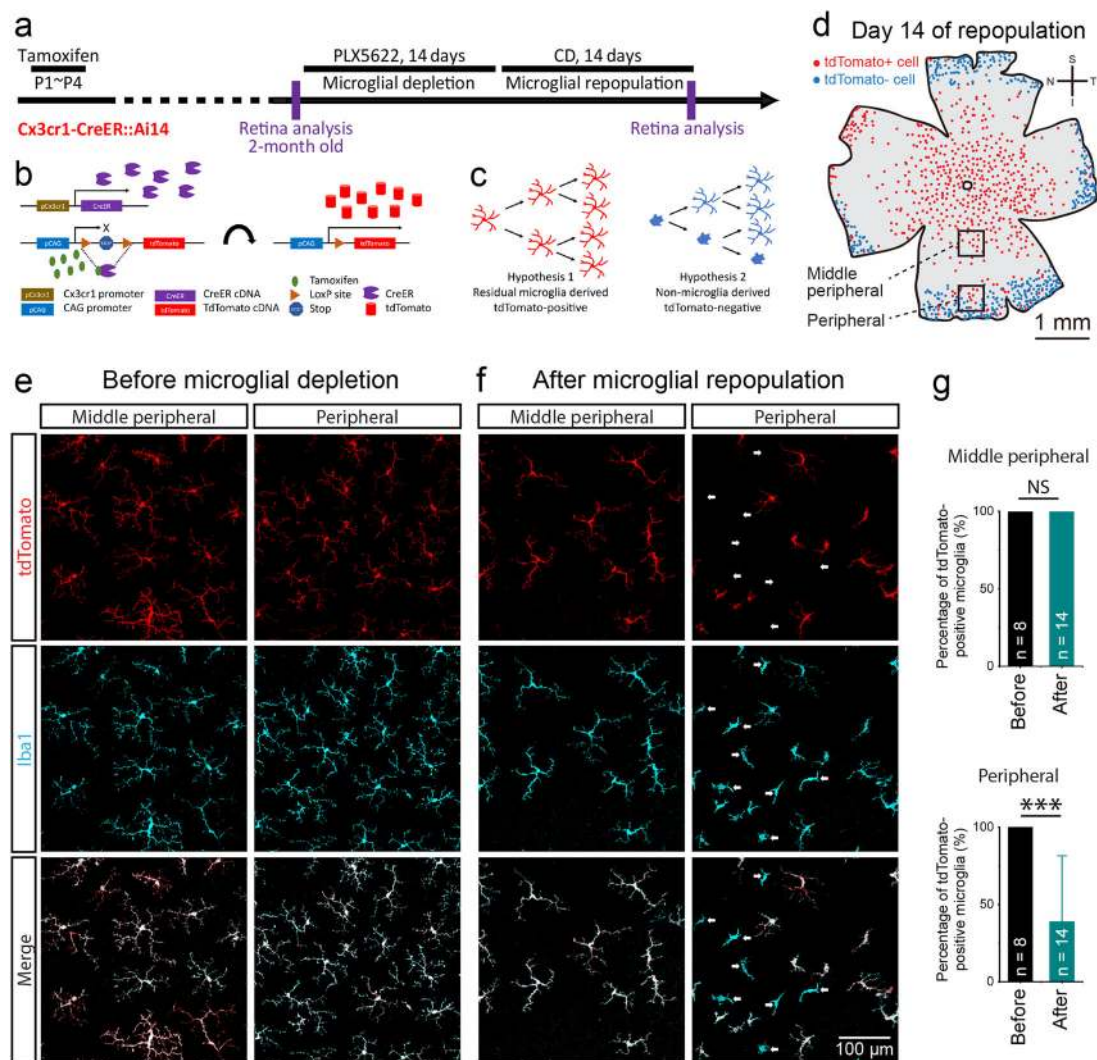 a
Tamoxifen
P1~P4
PLX5622, 14 days
CD, 14 days
Microglial depletion
Microglial repopulation
Cx3cr1-CreER::Ai14
Retina analysis
2-month old
Retina analysis
b
pCx3cr1
CreER
X
pCAG
STOP
tdTomato
pCAG
tdTomato
Tamoxifen
pCx3cr1
Cx3cr1 promoter
CreER
CreER cDNA
LoxP site
CreER
pCAG
CAG promoter
tdTomato
TdTomato cDNA
STOP
Stop
tdTomato
c
Hypothesis 1
Residual microglia derived
tdTomato-positive
Hypothesis 2
Non-microglia derived
tdTomato-negative
d
Day 14 of repopulation
tdTomato+ cell
tdTomato- cell
S
N
T
I
Middle
peripheral
Peripheral
1 mm
e
Before microglial depletion
Middle peripheral
Peripheral
f
After microglial repopulation
Middle peripheral
Peripheral
tdTomato
Iba1
Merge
100 µm
g
Middle peripheral
NS
Percentage of tdTomato-
positive microglia (%)
100
50
0
n = 8
n = 14
Before
After
Peripheral
***
Percentage of tdTomato-
positive microglia (%)
100
50
0
n = 8
n = 14
Before
After